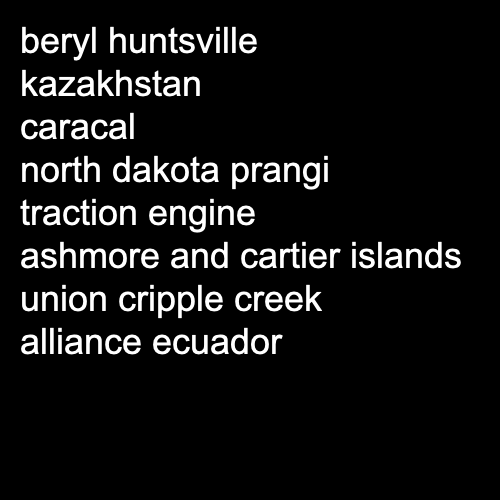 beryl huntsville
kazakhstan
caracal
north dakota prangi
traction engine
ashmore and cartier islands
union cripple creek
alliance ecuador